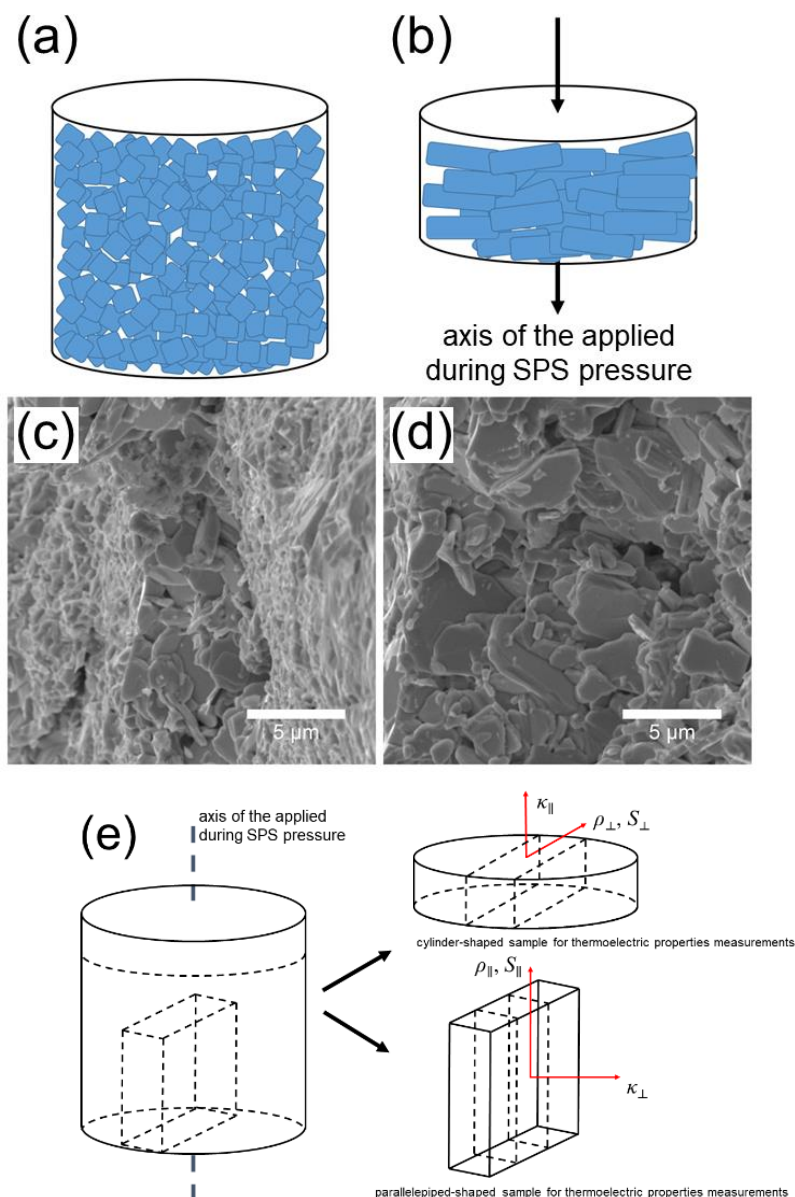 (a)
(b)
axis of the applied
during SPS pressure
(c)
5 μm
(d)
5 μm
(e)
axis of the applied
during SPS pressure
κ∥
ρ⊥, S⊥
cylinder-shaped sample for thermoelectric properties measurements
ρ∥, S∥
κ⊥
parallelepiped-shaped sample for thermoelectric properties measurements